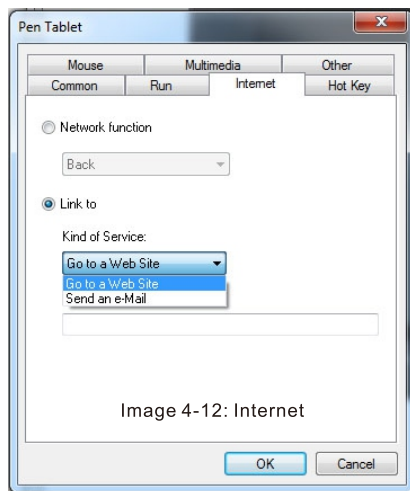 Pen Tablet
Mouse Multimedia Other
Common Run Internet Hot Key
Network function
Back
Link to
Kind of Service:
Go to a Web Site
Go to a Web Site
Send an e-Mail
Image 4-12: Internet
OK Cancel